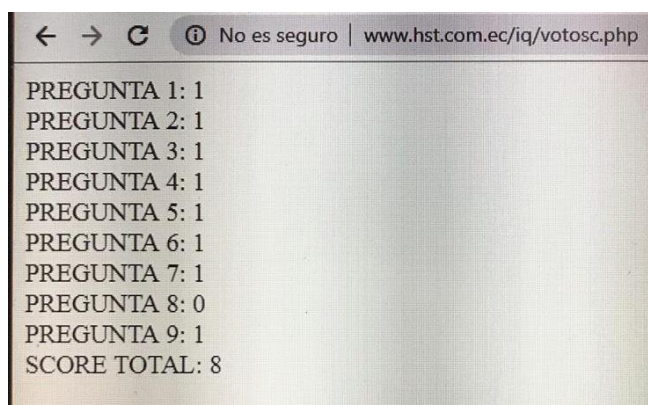 No es seguro | www.hst.com.ec/iq/votosc.php
PREGUNTA 1: 1
PREGUNTA 2: 1
PREGUNTA 3: 1
PREGUNTA 4: 1
PREGUNTA 5: 1
PREGUNTA 6: 1
PREGUNTA 7: 1
PREGUNTA 8: 0
PREGUNTA 9: 1
SCORE TOTAL: 8